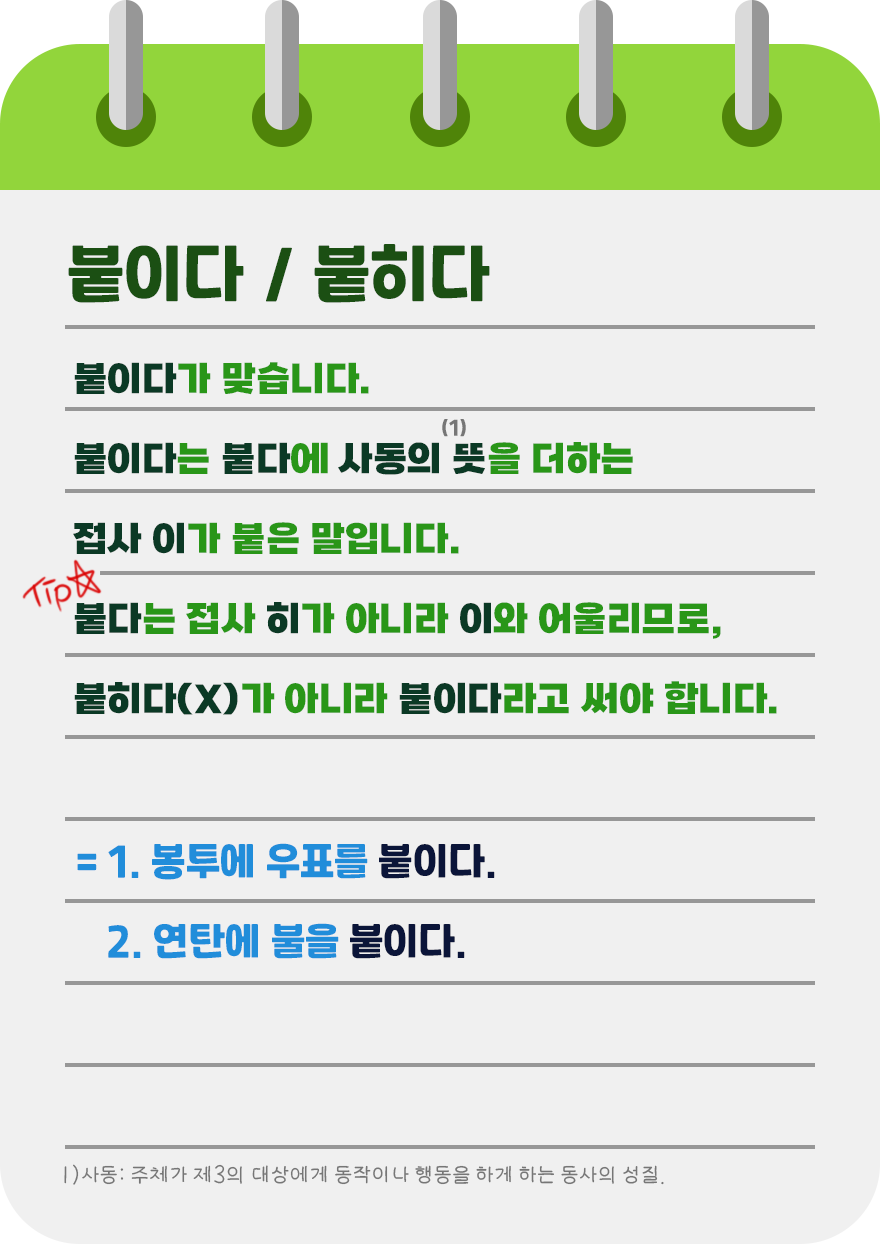 붙이다 / 붙히다
붙이다가 맞습니다.
(1)
붙이다는 붙다에 사동의 뜻을 더하는
접사 이가 붙은 말입니다.
Tip☆
붙다는 접사 히가 아니라 이와 어울리므로,
붙히다(X)가 아니라 붙이다라고 써야 합니다.
= 1. 봉투에 우표를 붙이다.
2. 연탄에 불을 붙이다.
1)사동: 주체가 제3의 대상에게 동작이나 행동을 하게 하는 동사의 성질.